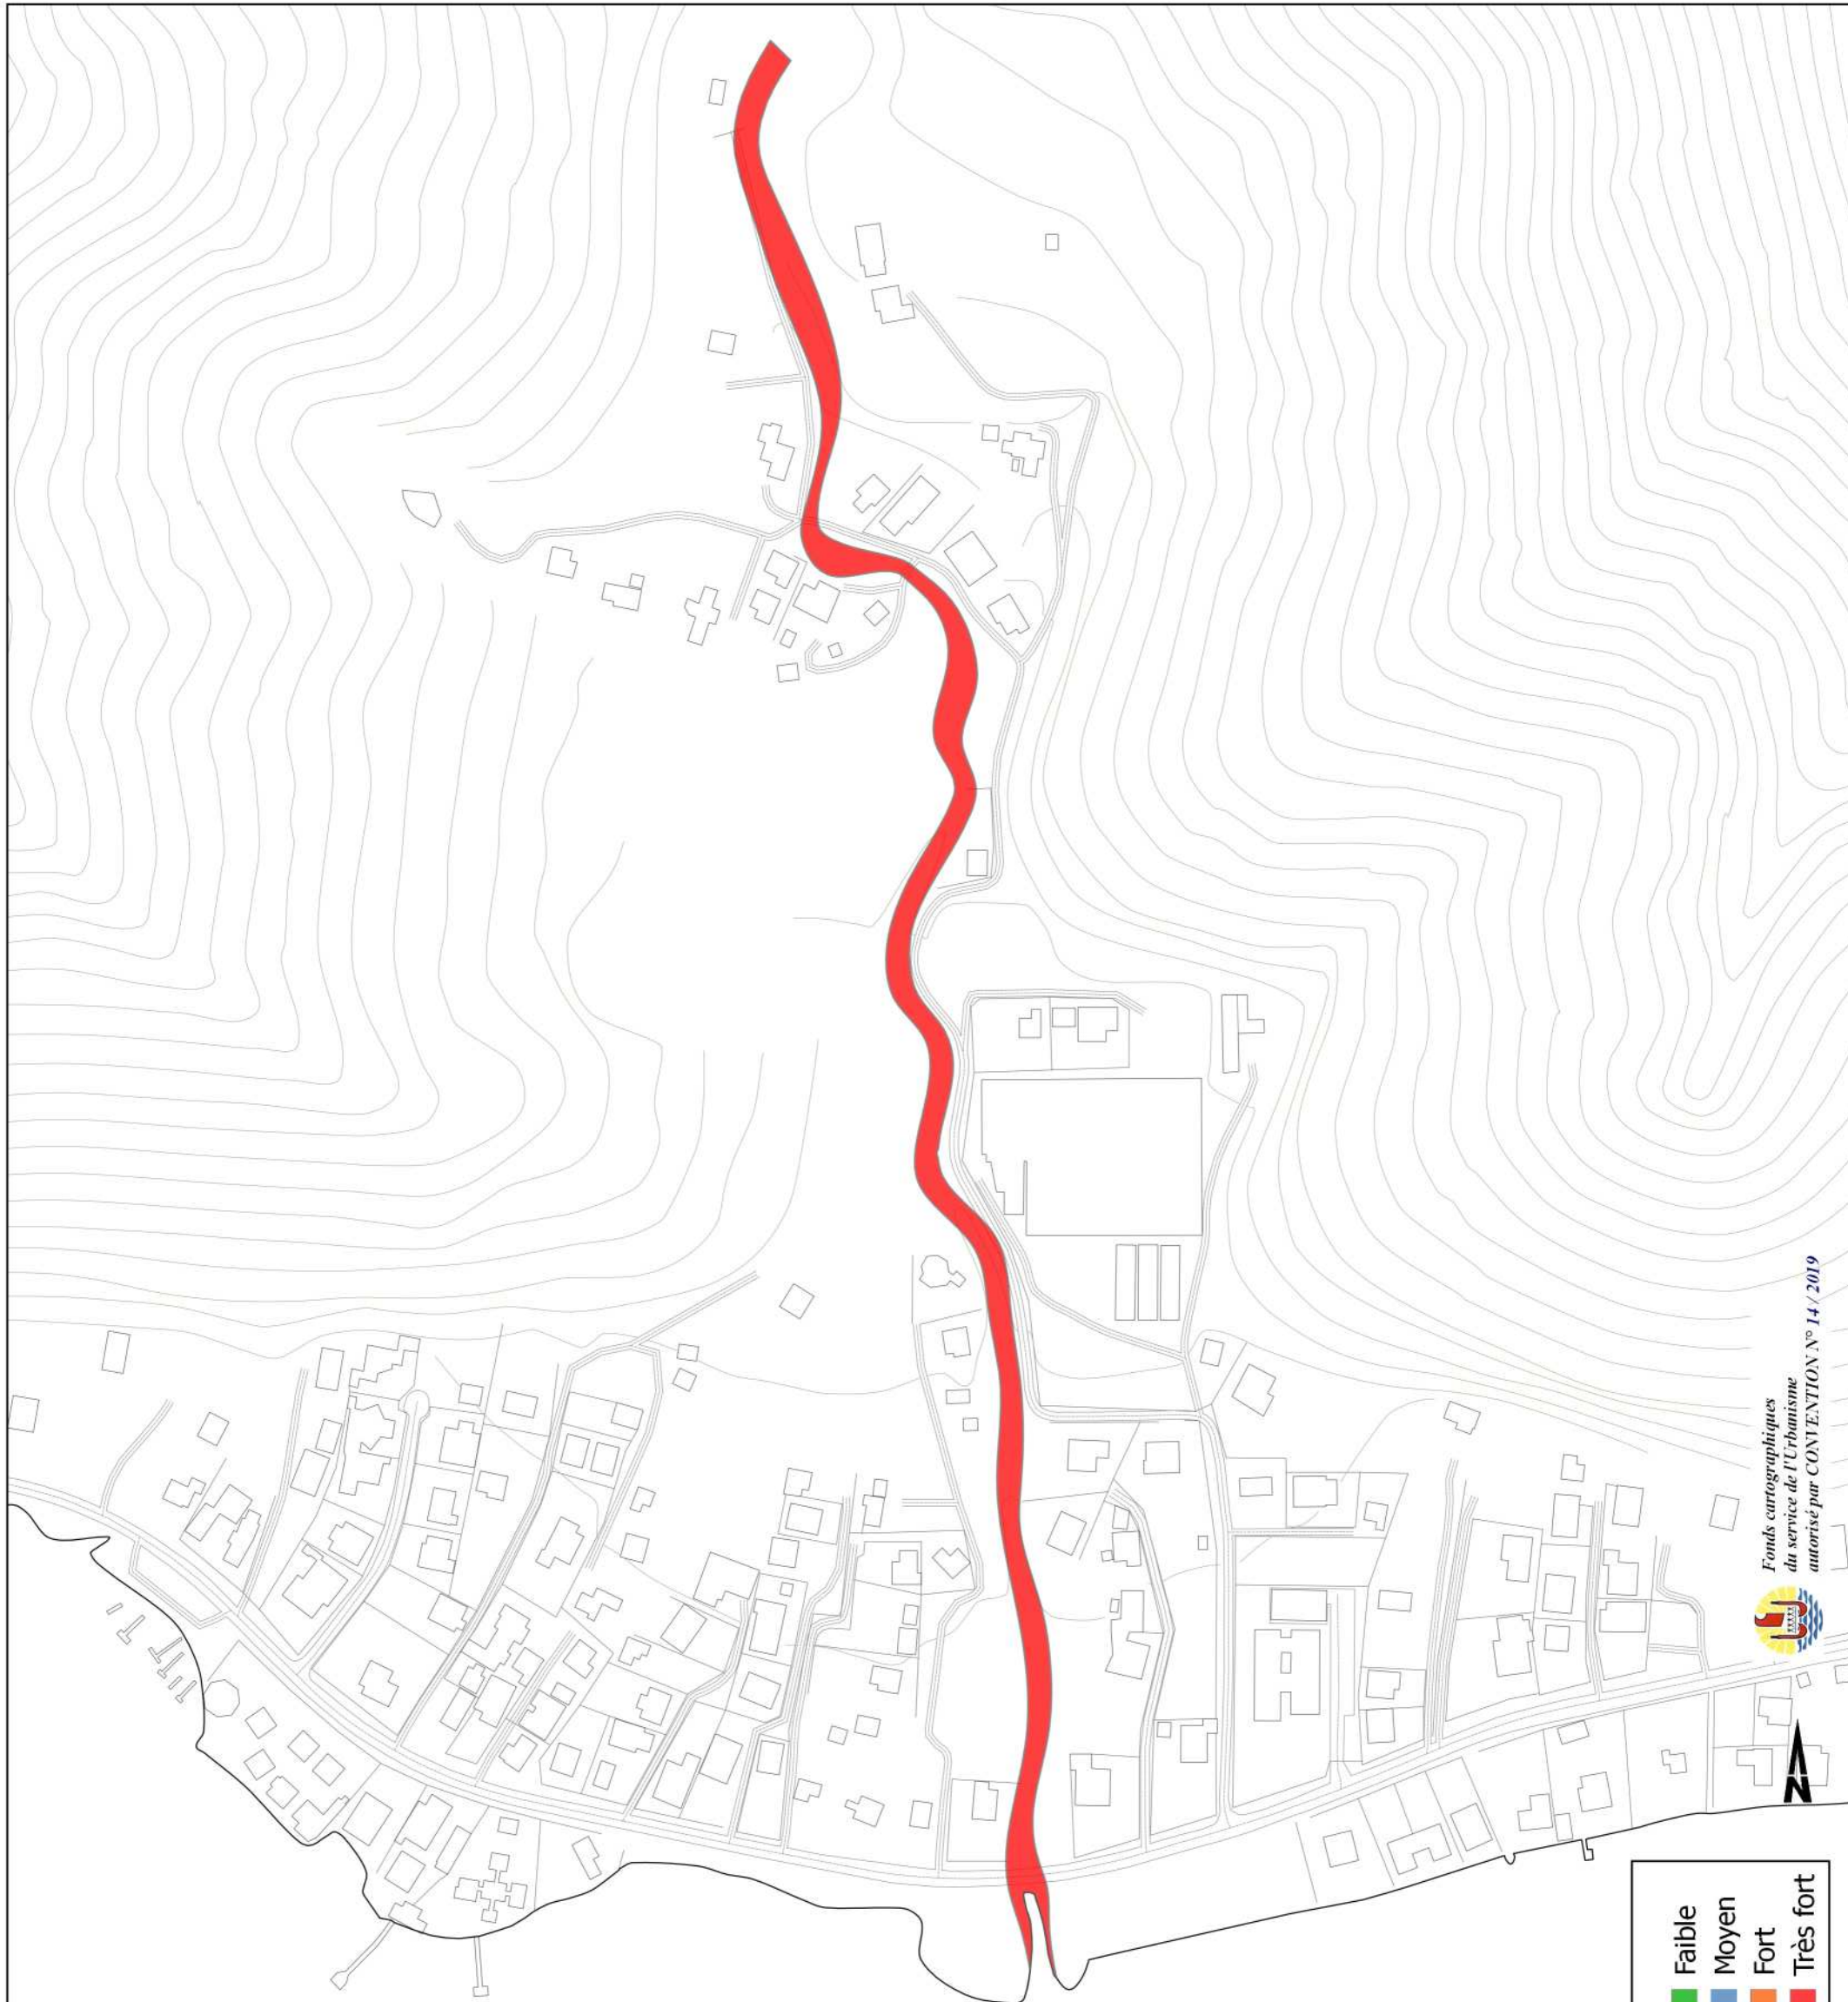 Fonds cartographiques
du service de l'Urbanisme
autorisé par CONVENTION N° 14 / 2019
N
Faible
Moyen
Fort
Très fort